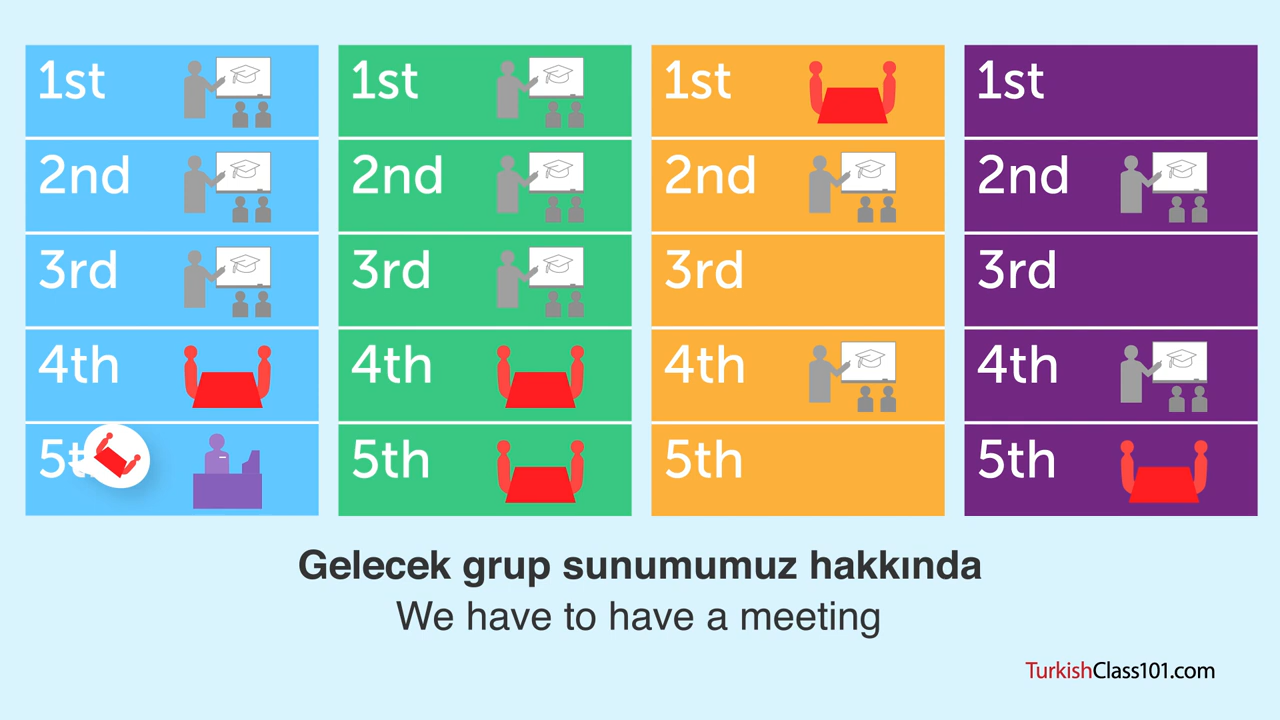 1st 1st 1st 1st
2nd 2nd 2nd 2nd
3rd 3rd 3rd 3rd
4th 4th 4th 4th
5th 5th 5th 5th
Gelecek grup sunumumuz hakkında
We have to have a meeting
TurkishClass101.com